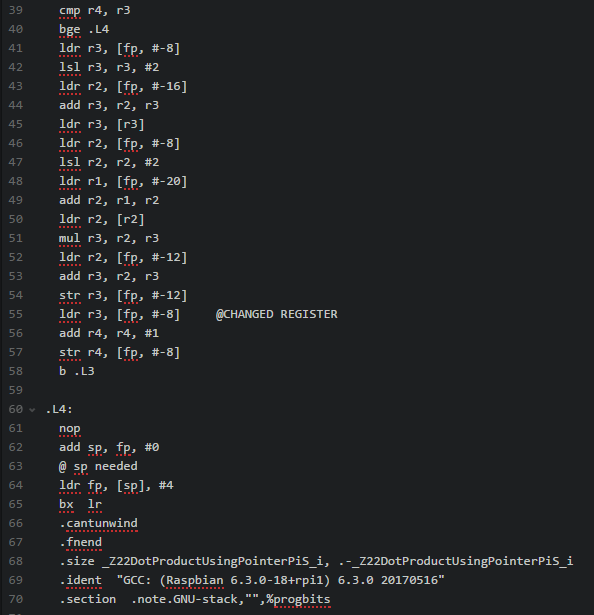 39 cmp r4, r3
40 bge .L4
41 ldr r3, [fp, #-8]
42 lsl r3, r3, #2
43 ldr r2, [fp, #-16]
44 add r3, r2, r3
45 ldr r3, [r3]
46 ldr r2, [fp, #-8]
47 lsl r2, r2, #2
48 ldr r1, [fp, #-20]
49 add r2, r1, r2
50 ldr r2, [r2]
51 mul r3, r2, r3
52 ldr r2, [fp, #-12]
53 add r3, r2, r3
54 str r3, [fp, #-12]
55 ldr r3, [fp, #-8] @CHANGED REGISTER
56 add r4, r4, #1
57 str r4, [fp, #-8]
58 b .L3
59
60 .L4:
61 nop
62 add sp, fp, #0
63 @ sp needed
64 ldr fp, [sp], #4
65 bx lr
66 .cantunwind
67 .fnend
68 .size _Z22DotProductUsingPointerPiS_i, .-_Z22DotProductUsingPointerPiS_i
69 .ident "GCC: (Raspbian 6.3.0-18+rpi1) 6.3.0 20170516"
70 .section .note.GNU-stack,"",%progbits